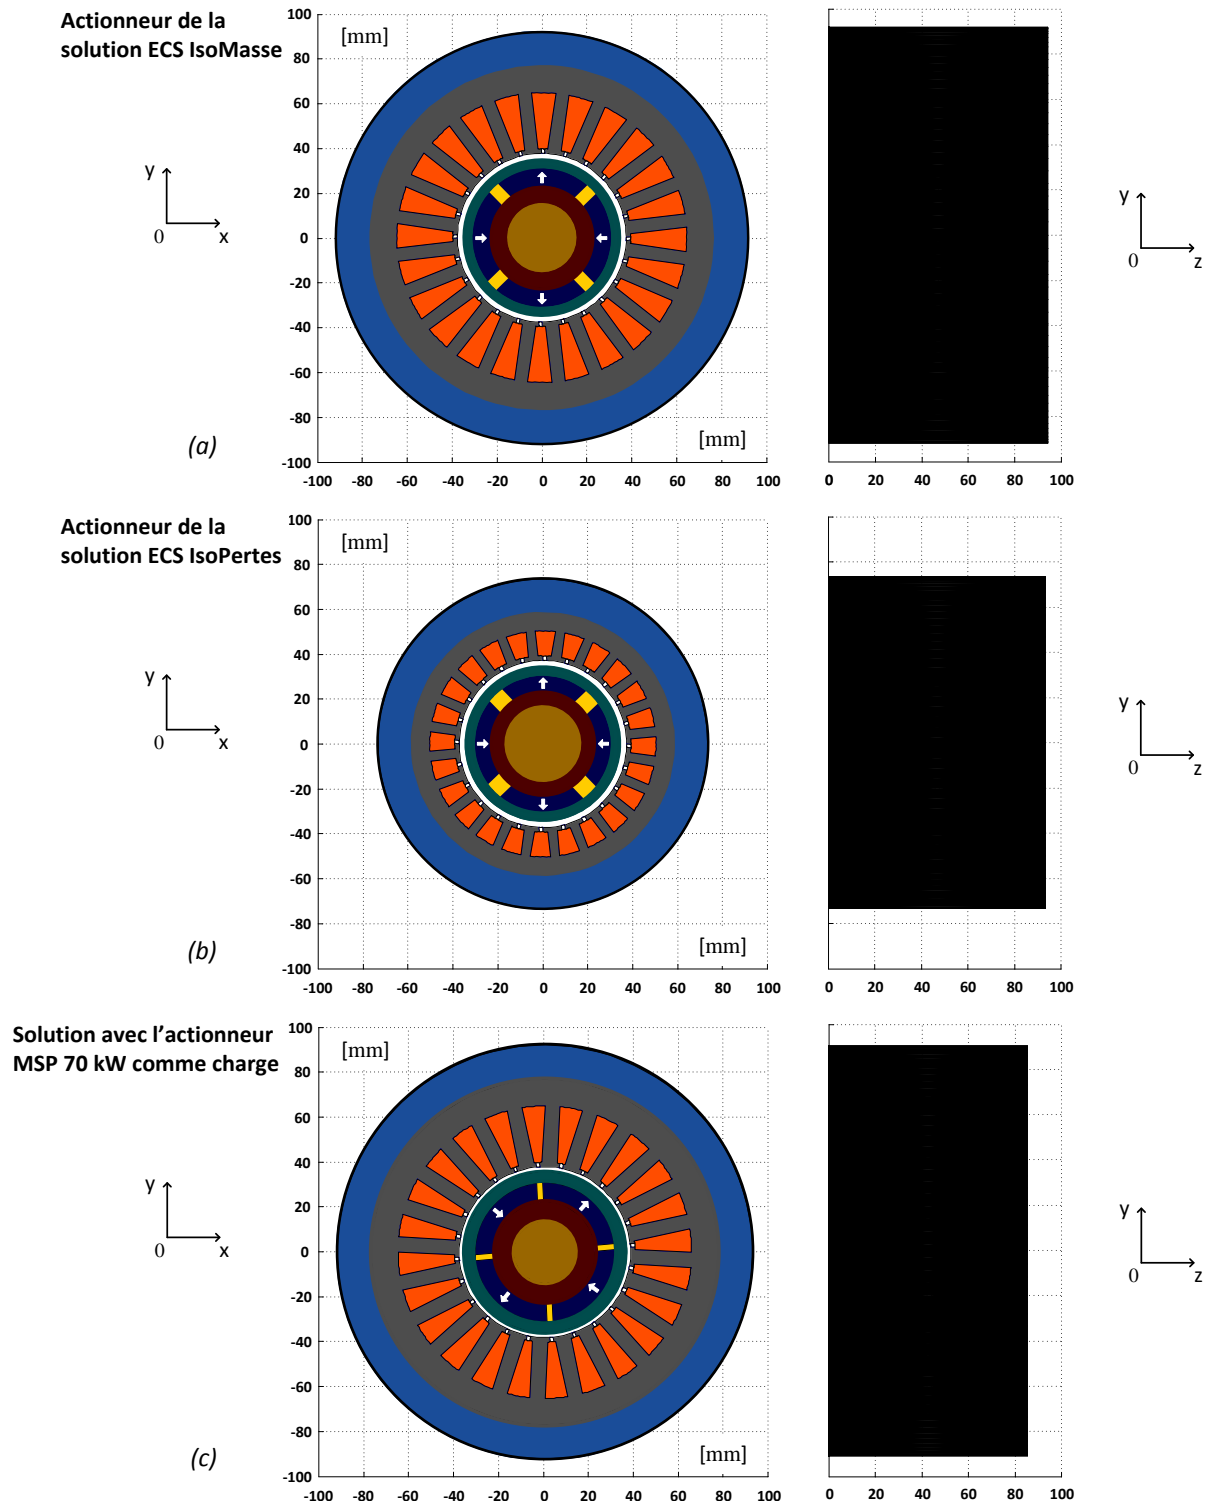 Actionneur de la
solution ECS IsoMasse
[mm]
100
80
60
40
20
0
-20
-40
-60
-80
-100
-100 -80 -60 -40 -20 0 20 40 60 80 100
[mm]
y
0 x
(a)
0 20 40 60 80 100
y
0 z
Actionneur de la
solution ECS IsoPertes
[mm]
100
80
60
40
20
0
-20
-40
-60
-80
-100
-100 -80 -60 -40 -20 0 20 40 60 80 100
[mm]
y
0 x
(b)
0 20 40 60 80 100
y
0 z
Solution avec l’actionneur
MSP 70 kW comme charge
[mm]
100
80
60
40
20
0
-20
-40
-60
-80
-100
-100 -80 -60 -40 -20 0 20 40 60 80 100
[mm]
y
0 x
(c)
0 20 40 60 80 100
y
0 z